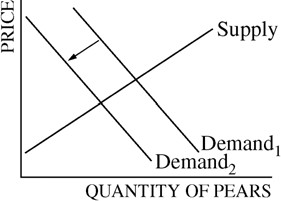 PRICE
Supply
Demand1
Demand2
QUANTITY OF PEARS